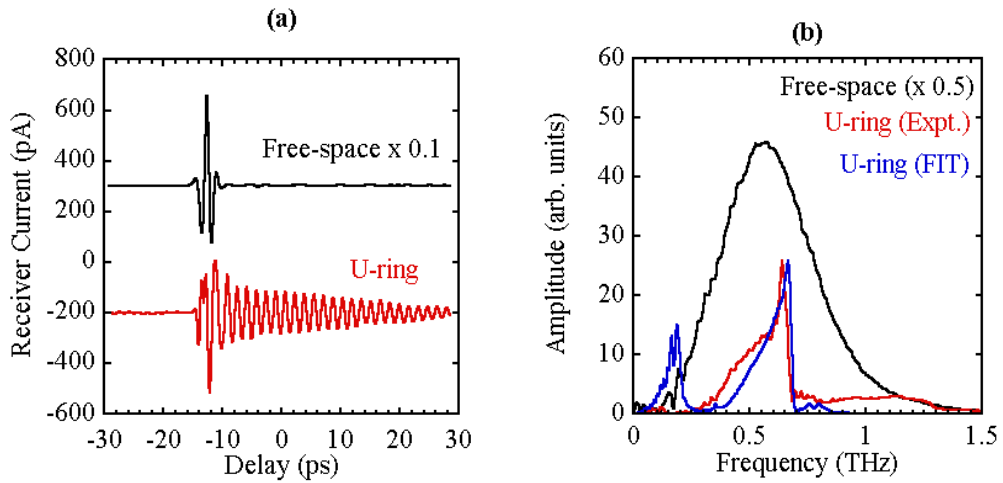 (a)
800
600
400
200
0
-200
-400
-600
Receiver Current (pA)
Free-space x 0.1
U-ring
-30 -20 -10 0 10 20 30
Delay (ps)
(b)
60
50
40
30
20
10
0
Amplitude (arb. units)
Free-space (x 0.5)
U-ring (Expt.)
U-ring (FIT)
0 0.5 1 1.5
Frequency (THz)